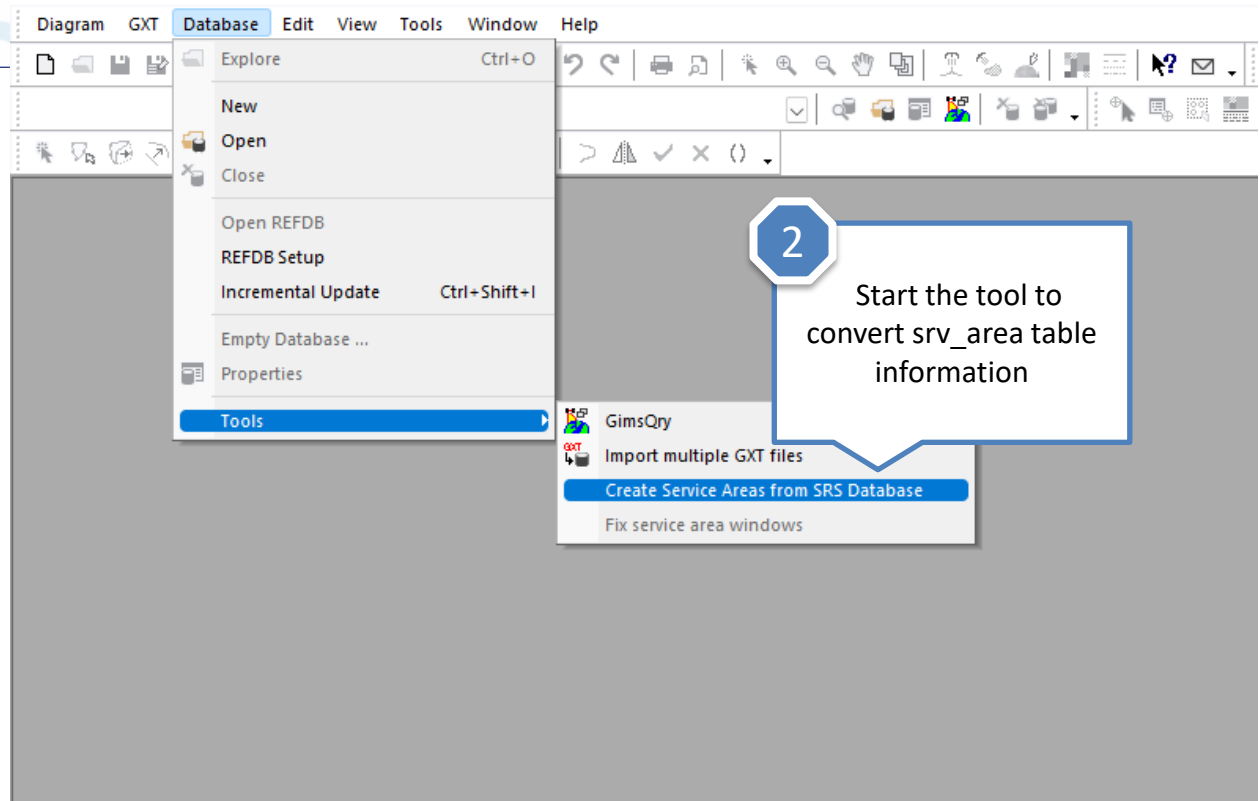 Diagram GXT Database Edit View Tools Window Help
Explore Ctrl+O
New
Open
Close
Open REFDB
REFDB Setup
Incremental Update Ctrl+Shift+I
Empty Database ...
Properties
Tools
GimsQry
GXT
Import multiple GXT files
Create Service Areas from SRS Database
Fix service area windows
2
Start the tool to
convert srv_area table
information